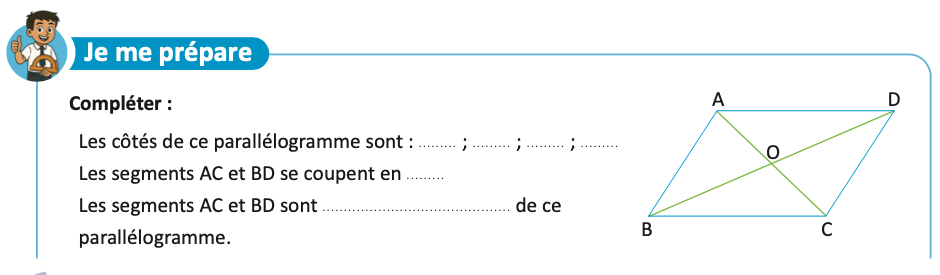 Je me prépare
Compléter :
Les côtés de ce parallélogramme sont : ......... ; ......... ; ......... ; .........
Les segments AC et BD se coupent en .........
Les segments AC et BD sont ............................................. de ce
parallélogramme.
A
D
O
B
C